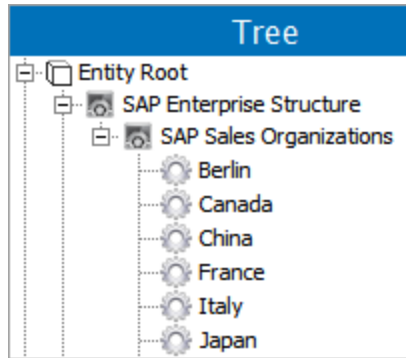 Tree
Entity Root
SAP Enterprise Structure
SAP Sales Organizations
Berlin
Canada
China
France
Italy
Japan